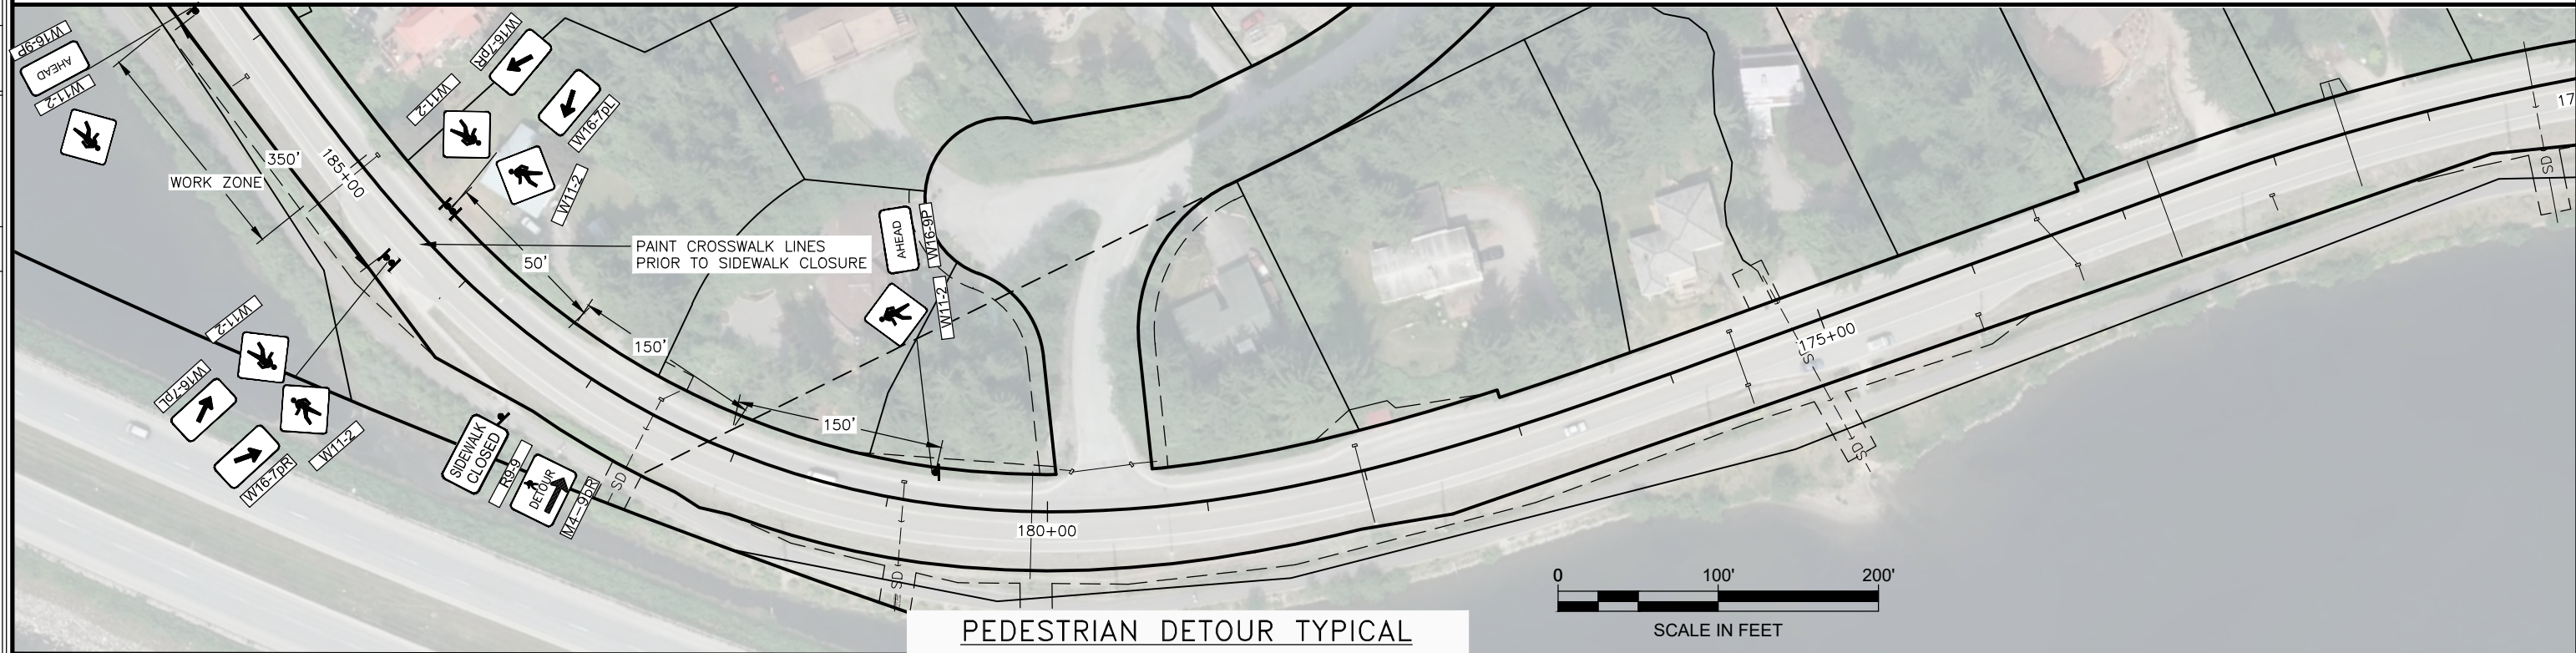 W16-9P
AHEAD
W11-2
350'
WORK ZONE
185+00
W16-7pR
W11-2
W16-7pL
W11-2
50'
PAINT CROSSWALK LINES
PRIOR TO SIDEWALK CLOSURE
150'
150'
AHEAD
W16-9P
W11-2
W11-2
W16-7pL
W16-7pR
W11-2
SIDEWALK
CLOSED
R9-9
DETOUR
M4-9bR
SD
SD
180+00
175+00
SD
SD
17
SD
0 100' 200'
SCALE IN FEET
PEDESTRIAN DETOUR TYPICAL